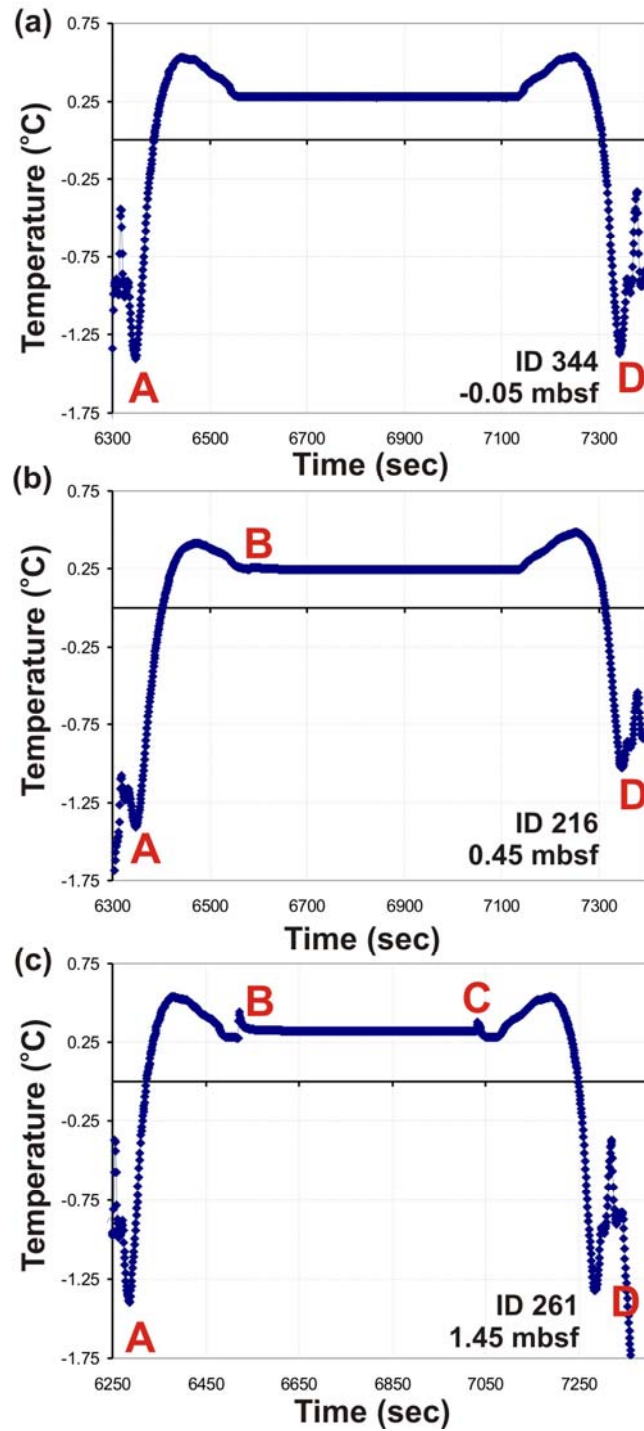 (a)
0.75
0.25
-0.25
-0.75
-1.25
-1.75
Temperature (°C)
A
D
ID 344
-0.05 mbsf
6300 6500 6700 6900 7100 7300
Time (sec)
(b)
0.75
0.25
-0.25
-0.75
-1.25
-1.75
Temperature (°C)
B
A
D
ID 216
0.45 mbsf
6300 6500 6700 6900 7100 7300
Time (sec)
(c)
0.75
0.25
-0.25
-0.75
-1.25
-1.75
Temperature (°C)
B
C
A
D
ID 261
1.45 mbsf
6250 6450 6650 6850 7050 7250
Time (sec)